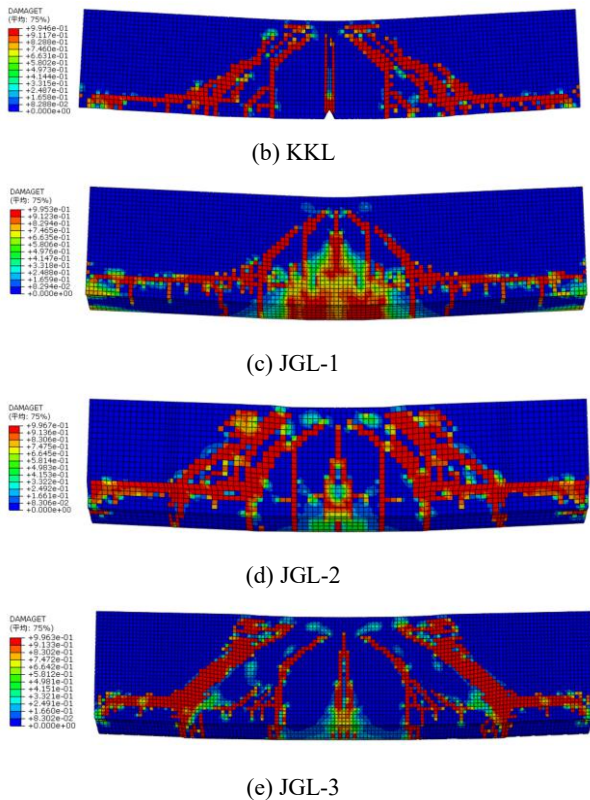 DAMAGET
(平均: 75%)
+9.946e-01
+9.117e-01
+8.288e-01
+7.460e-01
+6.631e-01
+5.802e-01
+4.973e-01
+4.144e-01
+3.315e-01
+2.487e-01
+1.658e-01
+8.288e-02
+0.000e+00
(b) KKL
DAMAGET
(平均: 75%)
+9.953e-01
+9.123e-01
+8.294e-01
+7.465e-01
+6.635e-01
+5.806e-01
+4.976e-01
+4.147e-01
+3.318e-01
+2.488e-01
+1.659e-01
+8.294e-02
+0.000e+00
(c) JGL-1
DAMAGET
(平均: 75%)
+9.967e-01
+9.136e-01
+8.306e-01
+7.475e-01
+6.645e-01
+5.814e-01
+4.983e-01
+4.153e-01
+3.322e-01
+2.492e-01
+1.661e-01
+8.306e-02
+0.000e+00
(d) JGL-2
DAMAGET
(平均: 75%)
+9.963e-01
+9.133e-01
+8.302e-01
+7.472e-01
+6.642e-01
+5.812e-01
+4.981e-01
+4.151e-01
+3.321e-01
+2.491e-01
+1.660e-01
+8.302e-02
+0.000e+00
(e) JGL-3